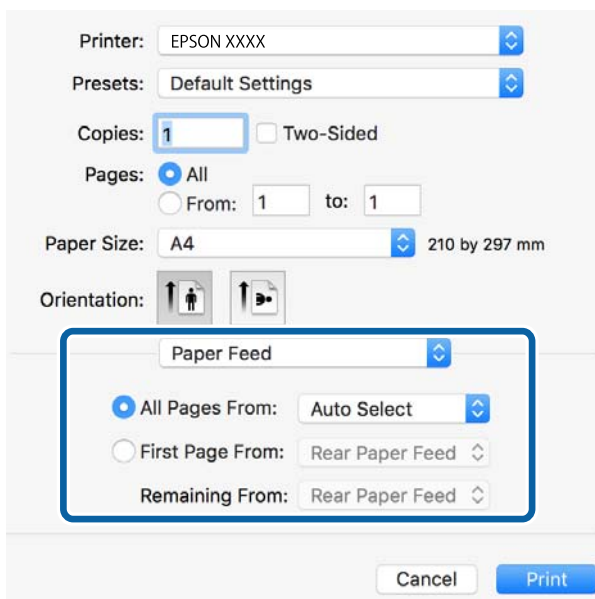 Printer: EPSON XXXX
Presets: Default Settings
Copies: 1 Two-Sided
Pages: All
From: 1 to: 1
Paper Size: A4 210 by 297 mm
Orientation:
Paper Feed
All Pages From: Auto Select
First Page From: Rear Paper Feed
Remaining From: Rear Paper Feed
Cancel Print